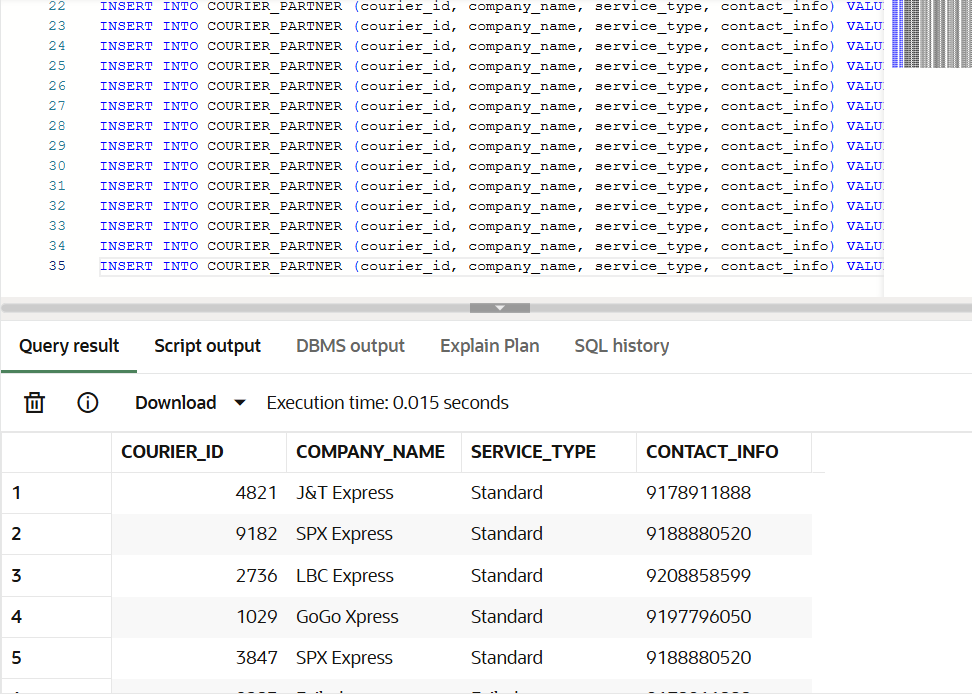 22 INSERT INTO COURIER_PARTNER (courier_id, company_name, service_type, contact_info) VALU
23 INSERT INTO COURIER_PARTNER (courier_id, company_name, service_type, contact_info) VALU
24 INSERT INTO COURIER_PARTNER (courier_id, company_name, service_type, contact_info) VALU
25 INSERT INTO COURIER_PARTNER (courier_id, company_name, service_type, contact_info) VALU
26 INSERT INTO COURIER_PARTNER (courier_id, company_name, service_type, contact_info) VALU
27 INSERT INTO COURIER_PARTNER (courier_id, company_name, service_type, contact_info) VALU
28 INSERT INTO COURIER_PARTNER (courier_id, company_name, service_type, contact_info) VALU
29 INSERT INTO COURIER_PARTNER (courier_id, company_name, service_type, contact_info) VALU
30 INSERT INTO COURIER_PARTNER (courier_id, company_name, service_type, contact_info) VALU
31 INSERT INTO COURIER_PARTNER (courier_id, company_name, service_type, contact_info) VALU
32 INSERT INTO COURIER_PARTNER (courier_id, company_name, service_type, contact_info) VALU
33 INSERT INTO COURIER_PARTNER (courier_id, company_name, service_type, contact_info) VALU
34 INSERT INTO COURIER_PARTNER (courier_id, company_name, service_type, contact_info) VALU
35 INSERT INTO COURIER_PARTNER (courier_id, company_name, service_type, contact_info) VALU
Query result Script output DBMS output Explain Plan SQL history
Download Execution time: 0.015 seconds
COURIER_ID COMPANY_NAME SERVICE_TYPE CONTACT_INFO
1 4821 J&T Express Standard 9178911888
2 9182 SPX Express Standard 9188880520
3 2736 LBC Express Standard 9208858599
4 1029 GoGo Xpress Standard 9197796050
5 3847 SPX Express Standard 9188880520